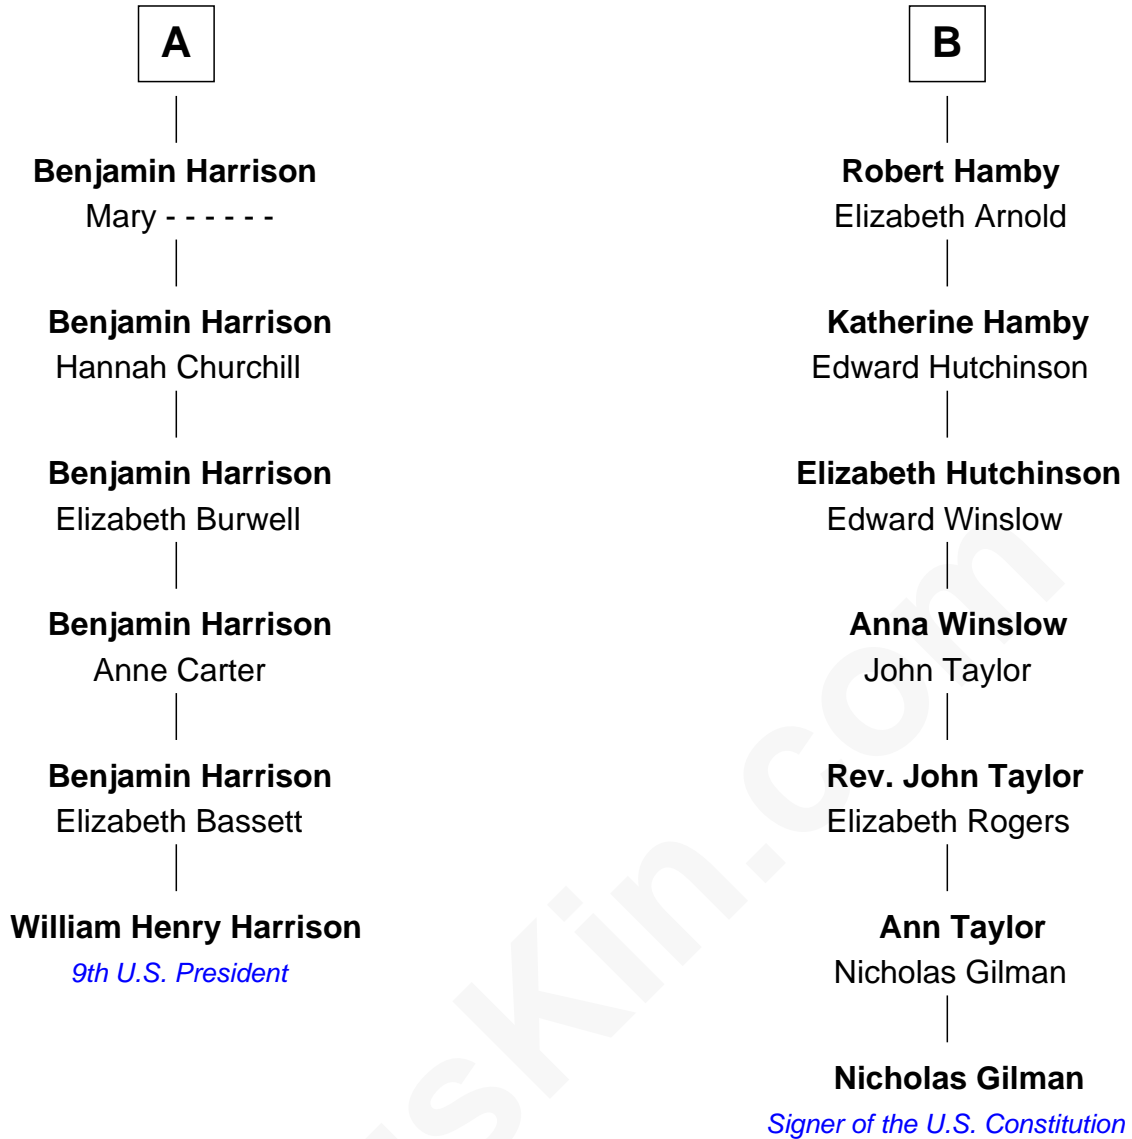 A
Benjamin Harrison
Mary - - - - - -
Benjamin Harrison
Hannah Churchill
Benjamin Harrison
Elizabeth Burwell
Benjamin Harrison
Anne Carter
Benjamin Harrison
Elizabeth Bassett
William Henry Harrison
9th U.S. President
B
Robert Hamby
Elizabeth Arnold
Katherine Hamby
Edward Hutchinson
Elizabeth Hutchinson
Edward Winslow
Anna Winslow
John Taylor
Rev. John Taylor
Elizabeth Rogers
Ann Taylor
Nicholas Gilman
Nicholas Gilman
Signer of the U.S. Constitution